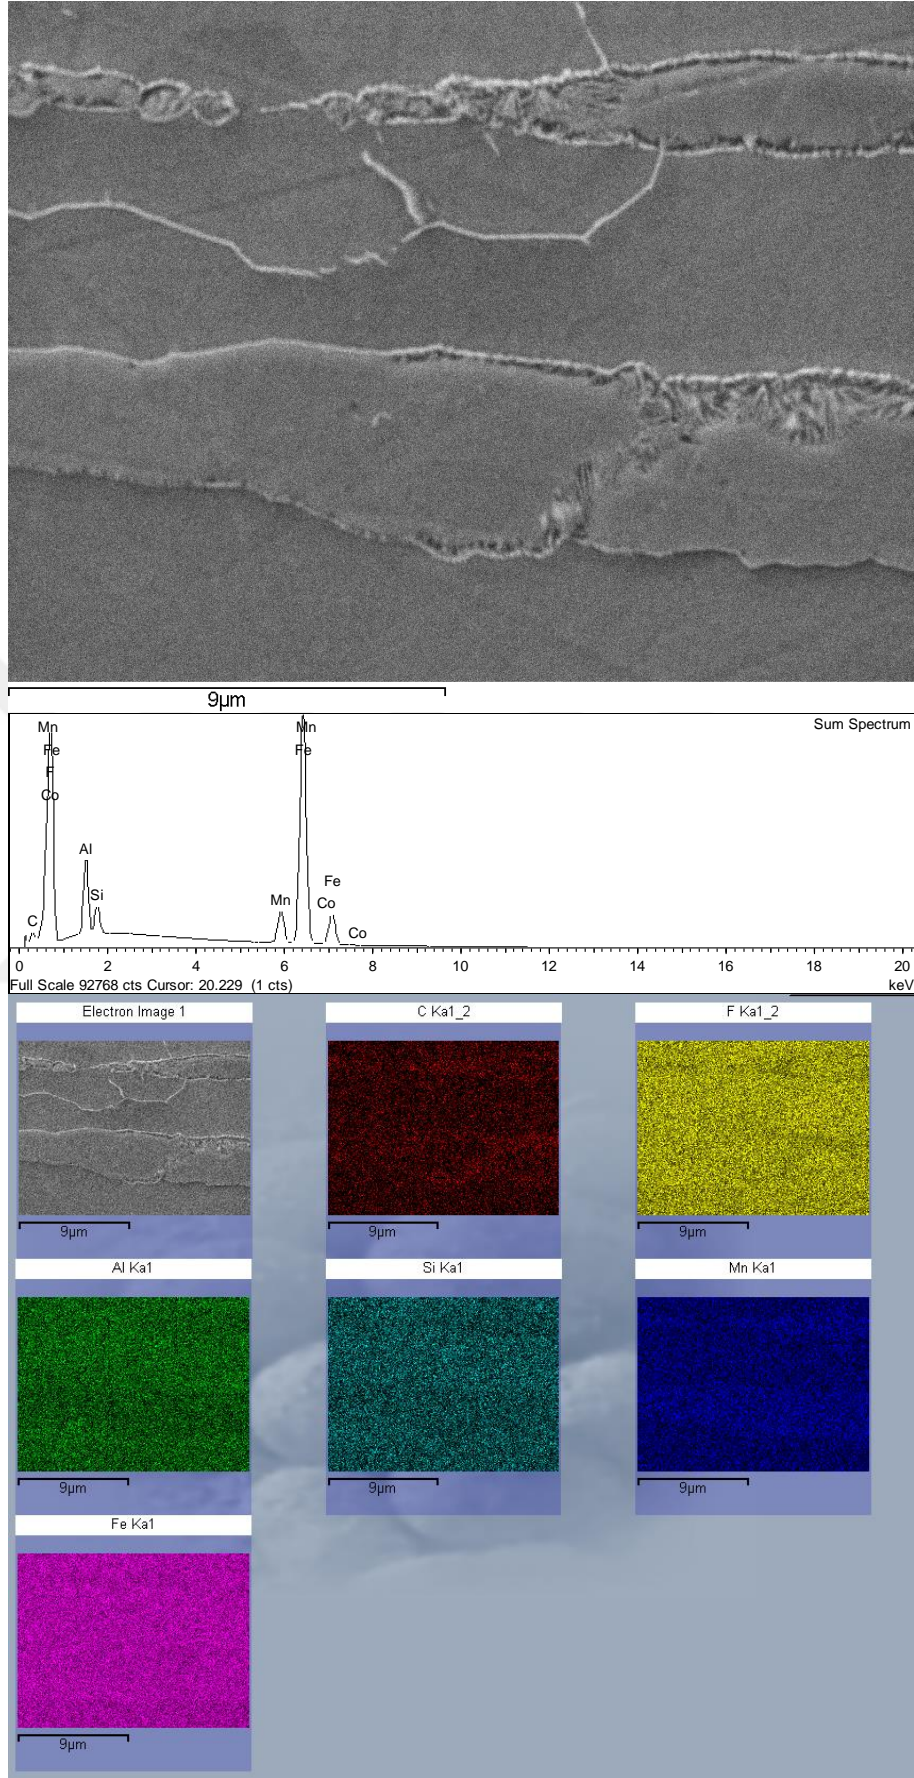 9µm
Sum Spectrum
Mn
Fe
F
Co
Al
Si
C
Mn
Mn
Fe
Fe
Co
Co
0 2 4 6 8 10 12 14 16 18 20
Full Scale 92768 cts Cursor: 20.229 (1 cts) keV
Electron Image 1
C Ka1_2
F Ka1_2
9µm
9µm
9µm
Al Ka1
Si Ka1
Mn Ka1
9µm
9µm
9µm
Fe Ka1
9µm